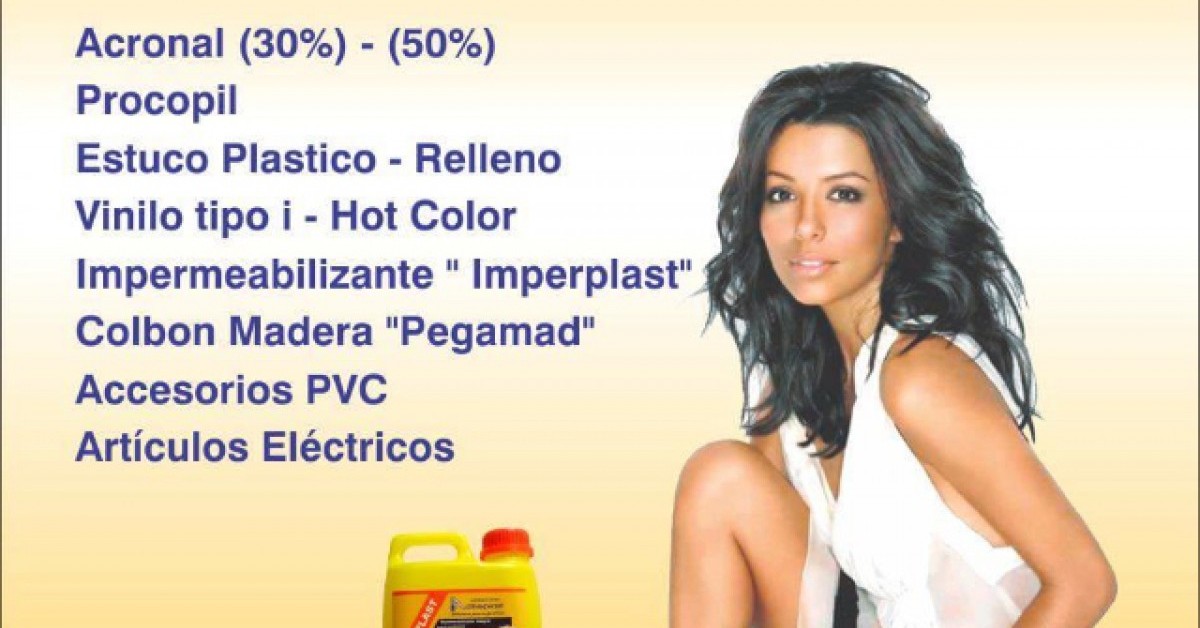 Acronal (30%) - (50%)
Procopil
Estuco Plastico - Relleno
Vinilo tipo i - Hot Color
Impermeabilizante " Imperplast"
Colbon Madera "Pegamad"
Accesorios PVC
Artículos Eléctricos